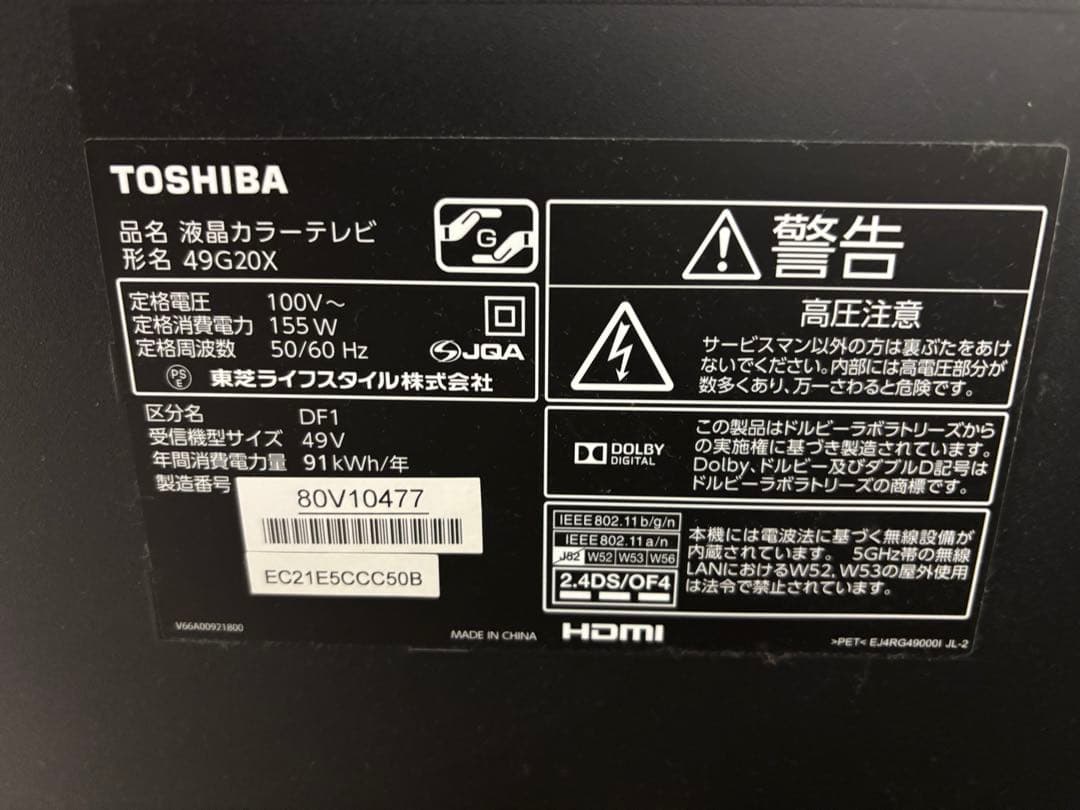 TOSHIBA
品名 液晶カラーテレビ
形名 49G20X
G
定格電圧 100V～
定格消費電力 155W
定格周波数 50/60 Hz
JQA
PS
E
東芝ライフスタイル株式会社
区分名 DF1
受信機型サイズ 49V
年間消費電力量 91kWh/年
製造番号
80V10477
EC21E5CCC50B
V66A00921800
MADE IN CHINA
警告
高圧注意
サービスマン以外の方は裏ぶたをあけ
ないでください。内部には高電圧部分が
数多くあり、万一さわると危険です。
DOLBY
DIGITAL
この製品はドルビーラボラトリーズから
の実施権に基づき製造されています。
Dolby、ドルビー及びダブルD記号は
ドルビーラボラトリーズの商標です。
IEEE802.11b/g/n
IEEE802.11a/n
J52 W52 W53 W56
2.4DS/OF4
本機には電波法に基づく無線設備が
内蔵されています。 5GHz帯の無線
LANにおけるW52、W53の屋外使用
は法令で禁止されています。
HDMI
>PET< EJ4RG49000I JL-2